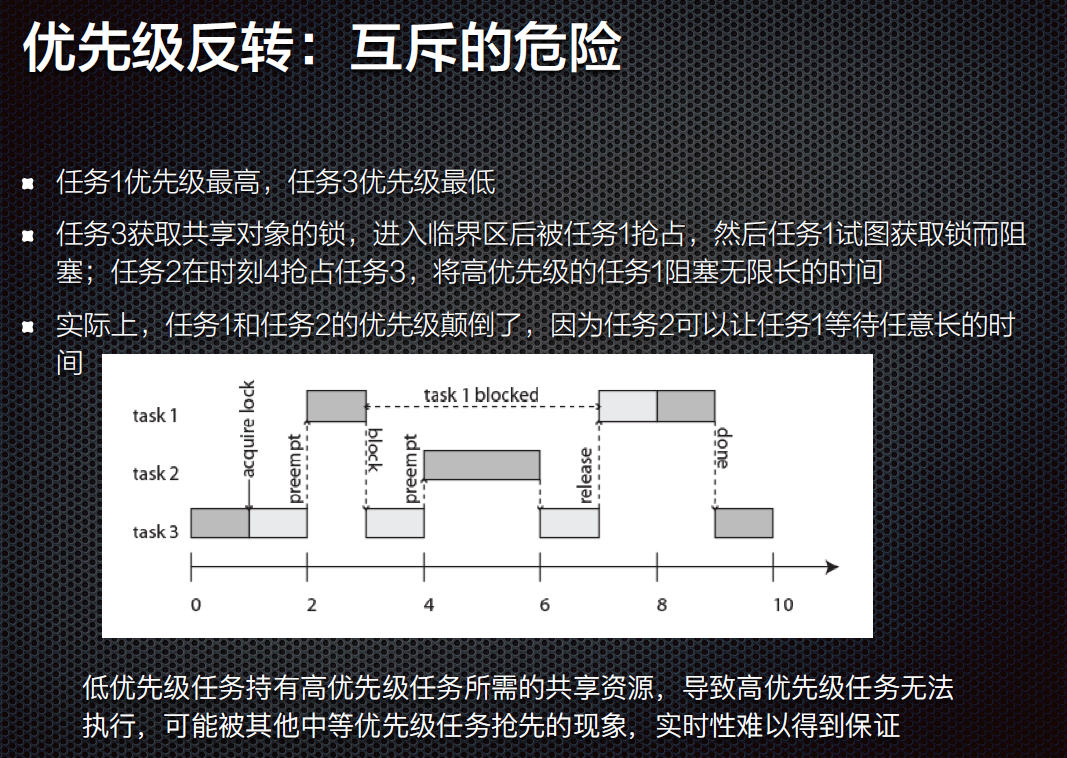 优先级反转：互斥的危险
任务1优先级最高，任务3优先级最低
任务3获取共享对象的锁，进入临界区后被任务1抢占，然后任务1试图获取锁而阻
塞；任务2在时刻4抢占任务3，将高优先级的任务1阻塞无限长的时间
实际上，任务1和任务2的优先级颠倒了，因为任务2可以让任务1等待任意长的时
间
task 1
acquire lock
preempt
task 1 blocked
block
preempt
release
done
task 2
task 3
0 2 4 6 8 10
低优先级任务持有高优先级任务所需的共享资源，导致高优先级任务无法
执行，可能被其他中等优先级任务抢先的现象，实时性难以得到保证